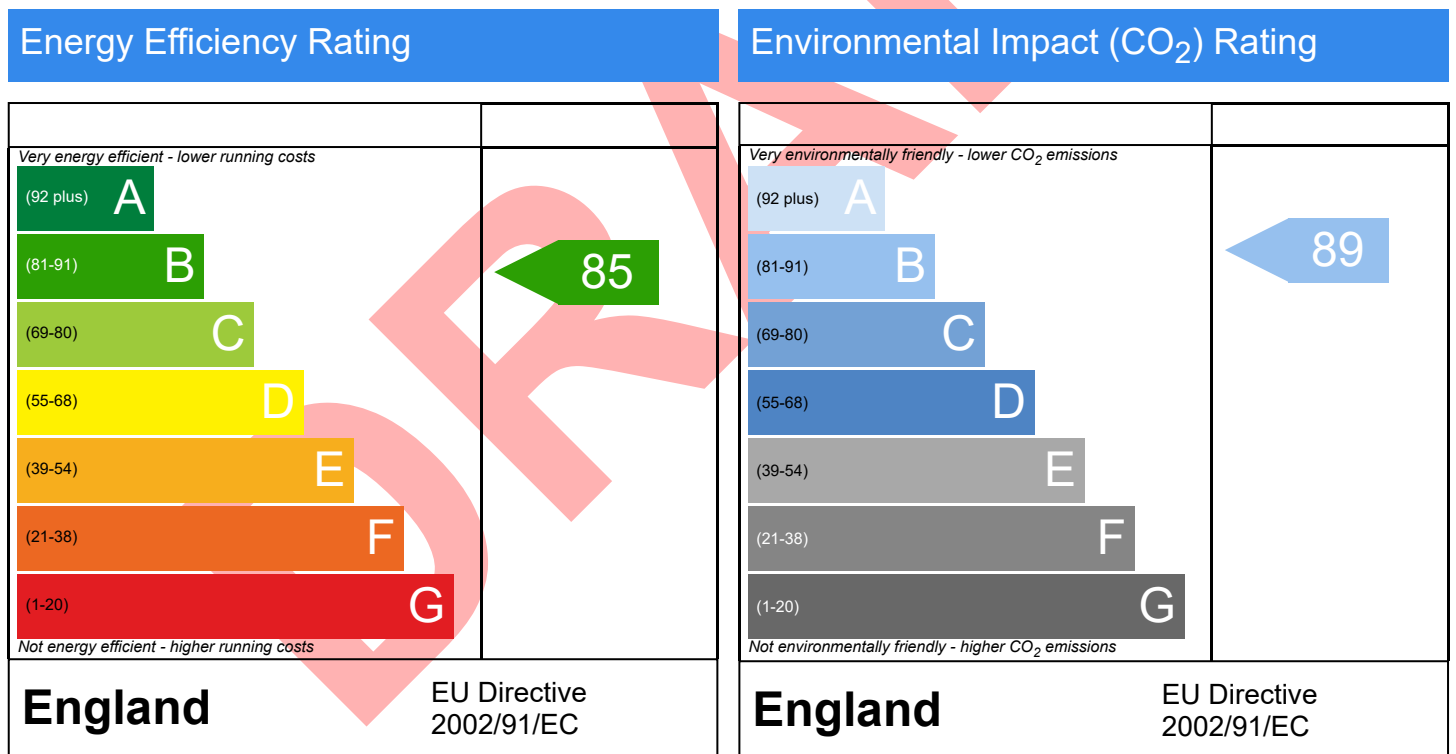 Energy Efficiency Rating
Very energy efficient - lower running costs
(92 plus) A
(81-91) B
(69-80) C
(55-68) D
(39-54) E
(21-38) F
(1-20) G
Not energy efficient - higher running costs
85
England
EU Directive
2002/91/EC
Environmental Impact (CO₂) Rating
Very environmentally friendly - lower CO₂ emissions
(92 plus) A
(81-91) B
(69-80) C
(55-68) D
(39-54) E
(21-38) F
(1-20) G
Not environmentally friendly - higher CO₂ emissions
89
England
EU Directive
2002/91/EC